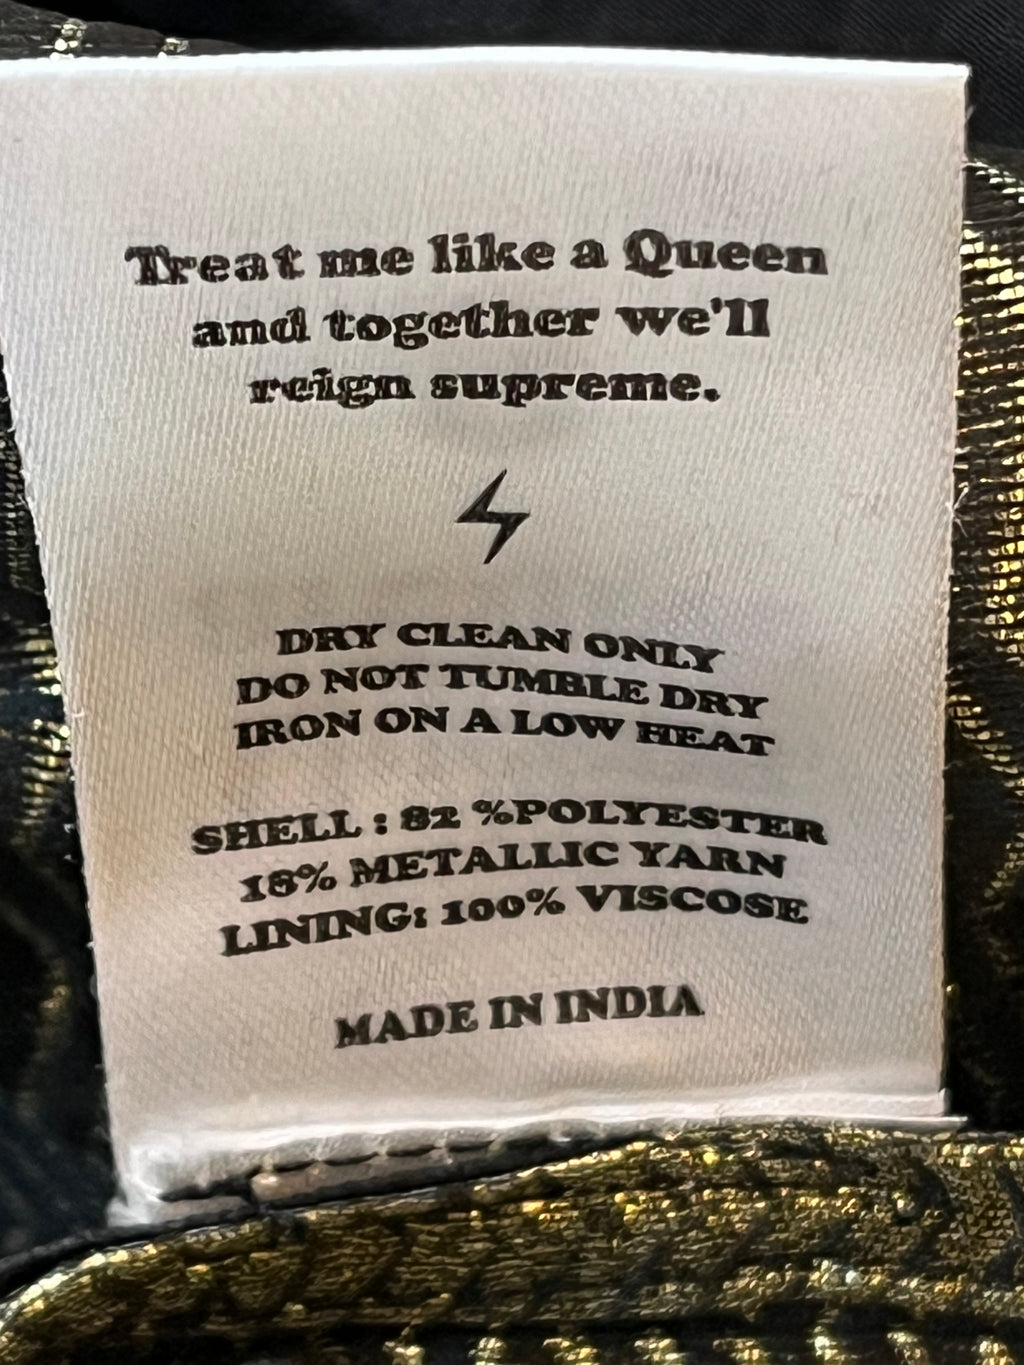 Treat me like a Queen
and together we'll
reign supreme.
DRY CLEAN ONLY
DO NOT TUMBLE DRY
IRON ON A LOW HEAT
SHELL : 82 %POLYESTER
18% METALLIC YARN
LINING: 100% VISCOSE
MADE IN INDIA